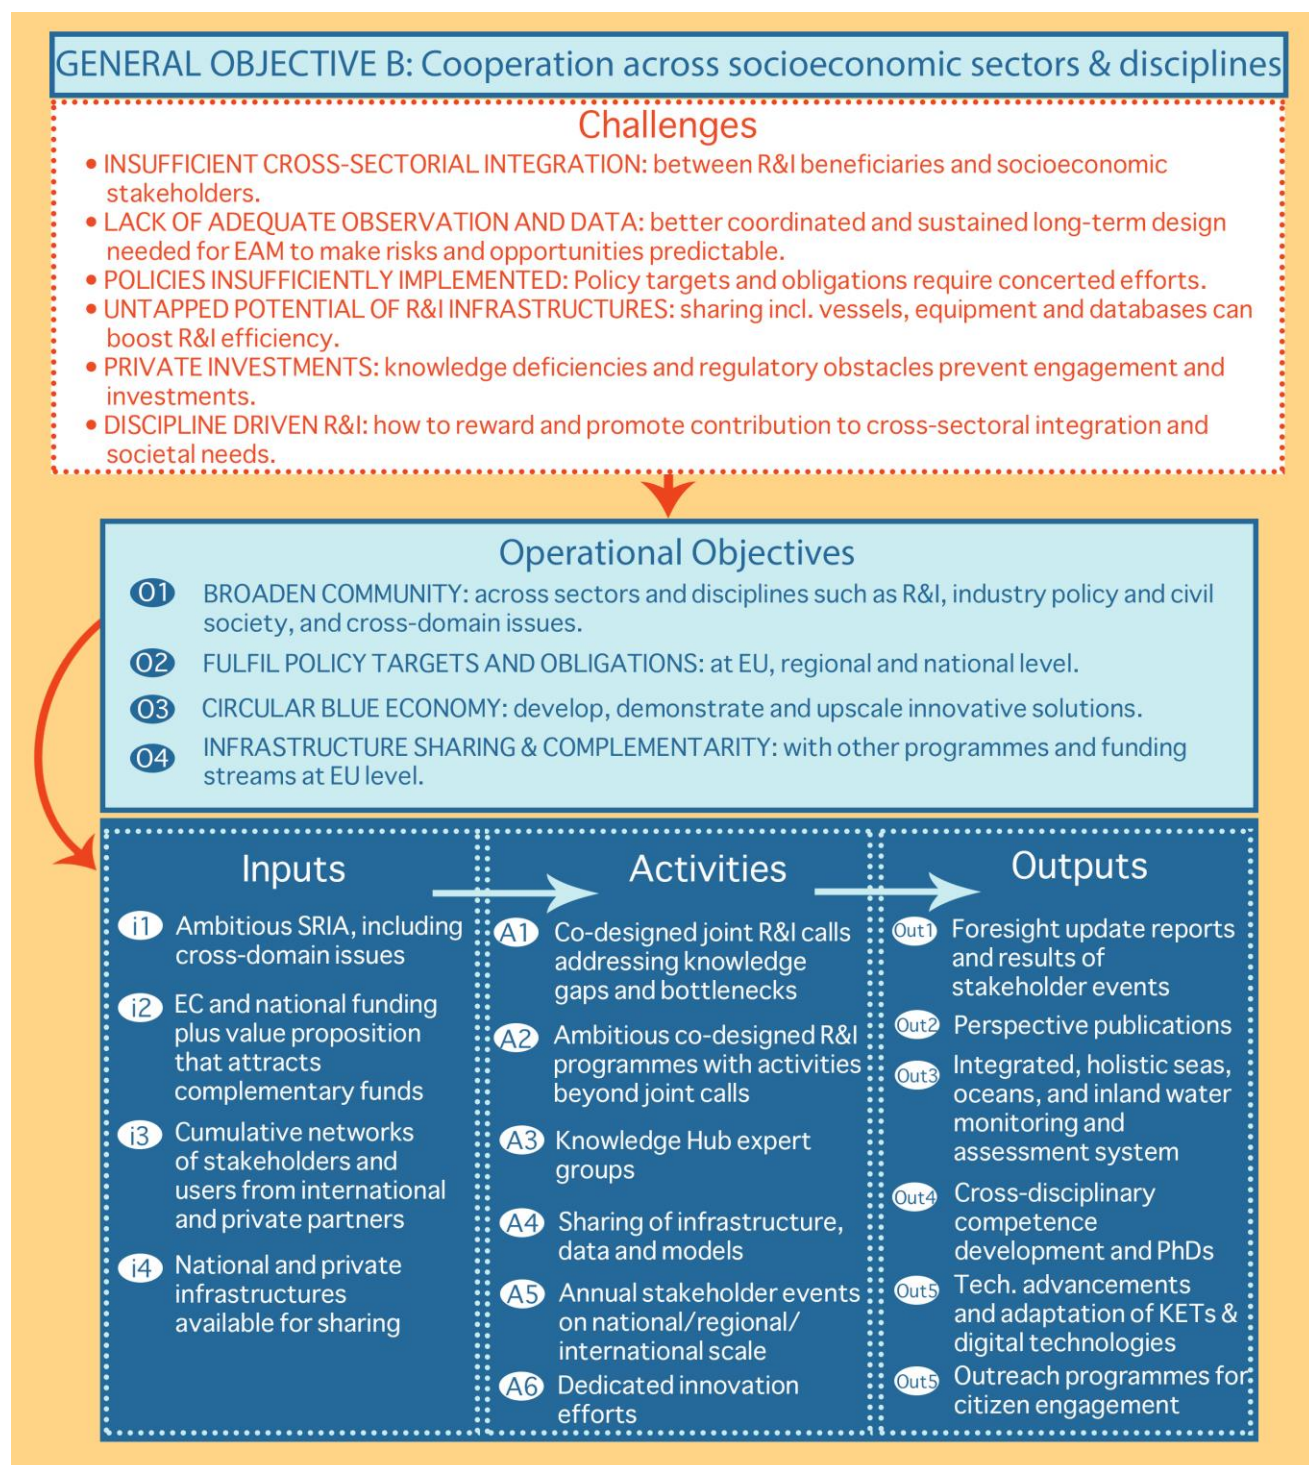 GENERAL OBJECTIVE B: Cooperation across socioeconomic sectors & disciplines
Challenges
• INSUFFICIENT CROSS-SECTORIAL INTEGRATION: between R&I beneficiaries and socioeconomic
stakeholders.
• LACK OF ADEQUATE OBSERVATION AND DATA: better coordinated and sustained long-term design
needed for EAM to make risks and opportunities predictable.
• POLICIES INSUFFICIENTLY IMPLEMENTED: Policy targets and obligations require concerted efforts.
• UNTAPPED POTENTIAL OF R&I INFRASTRUCTURES: sharing incl. vessels, equipment and databases can
boost R&I efficiency.
• PRIVATE INVESTMENTS: knowledge deficiencies and regulatory obstacles prevent engagement and
investments.
• DISCIPLINE DRIVEN R&I: how to reward and promote contribution to cross-sectoral integration and
societal needs.
Operational Objectives
O1 BROADEN COMMUNITY: across sectors and disciplines such as R&I, industry policy and civil
society, and cross-domain issues.
O2 FULFIL POLICY TARGETS AND OBLIGATIONS: at EU, regional and national level.
O3 CIRCULAR BLUE ECONOMY: develop, demonstrate and upscale innovative solutions.
O4 INFRASTRUCTURE SHARING & COMPLEMENTARITY: with other programmes and funding
streams at EU level.
Inputs
i1 Ambitious SRIA, including
cross-domain issues
i2 EC and national funding
plus value proposition
that attracts
complementary funds
i3 Cumulative networks
of stakeholders and
users from international
and private partners
i4 National and private
infrastructures
available for sharing
Activities
A1 Co-designed joint R&I calls
addressing knowledge
gaps and bottlenecks
A2 Ambitious co-designed R&I
programmes with activities
beyond joint calls
A3 Knowledge Hub expert
groups
A4 Sharing of infrastructure,
data and models
A5 Annual stakeholder events
on national/regional/
international scale
A6 Dedicated innovation
efforts
Outputs
Out1 Foresight update reports
and results of
stakeholder events
Out2 Perspective publications
Out3 Integrated, holistic seas,
oceans, and inland water
monitoring and
assessment system
Out4 Cross-disciplinary
competence
development and PhDs
Out5 Tech. advancements
and adaptation of KETs &
digital technologies
Out5 Outreach programmes for
citizen engagement